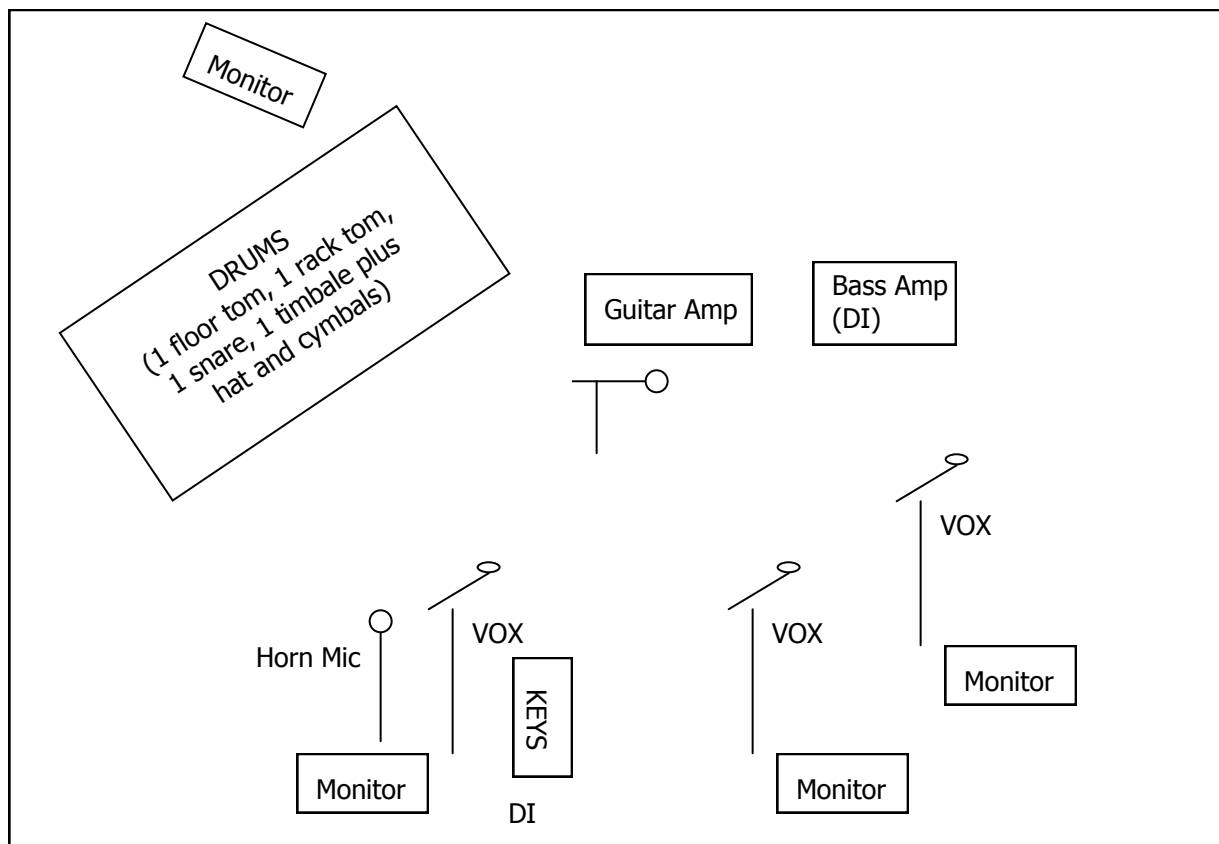 Monitor
DRUMS
(1 floor tom, 1 rack tom,
1 snare, 1 timbale plus
hat and cymbals)
Guitar Amp
Bass Amp
(DI)
VOX
Horn Mic
VOX
VOX
KEYS
Monitor
Monitor
Monitor
DI